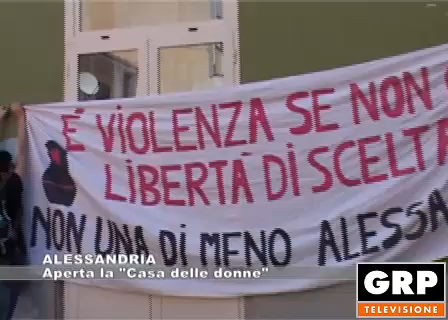 È VIOLENZA SE NON
LIBERTÀ DI SCELTA
NON UNA DI MENO ALESSA
ALESSANDRIA
Aperta la "Casa delle donne"
GRP
TELEVISIONE